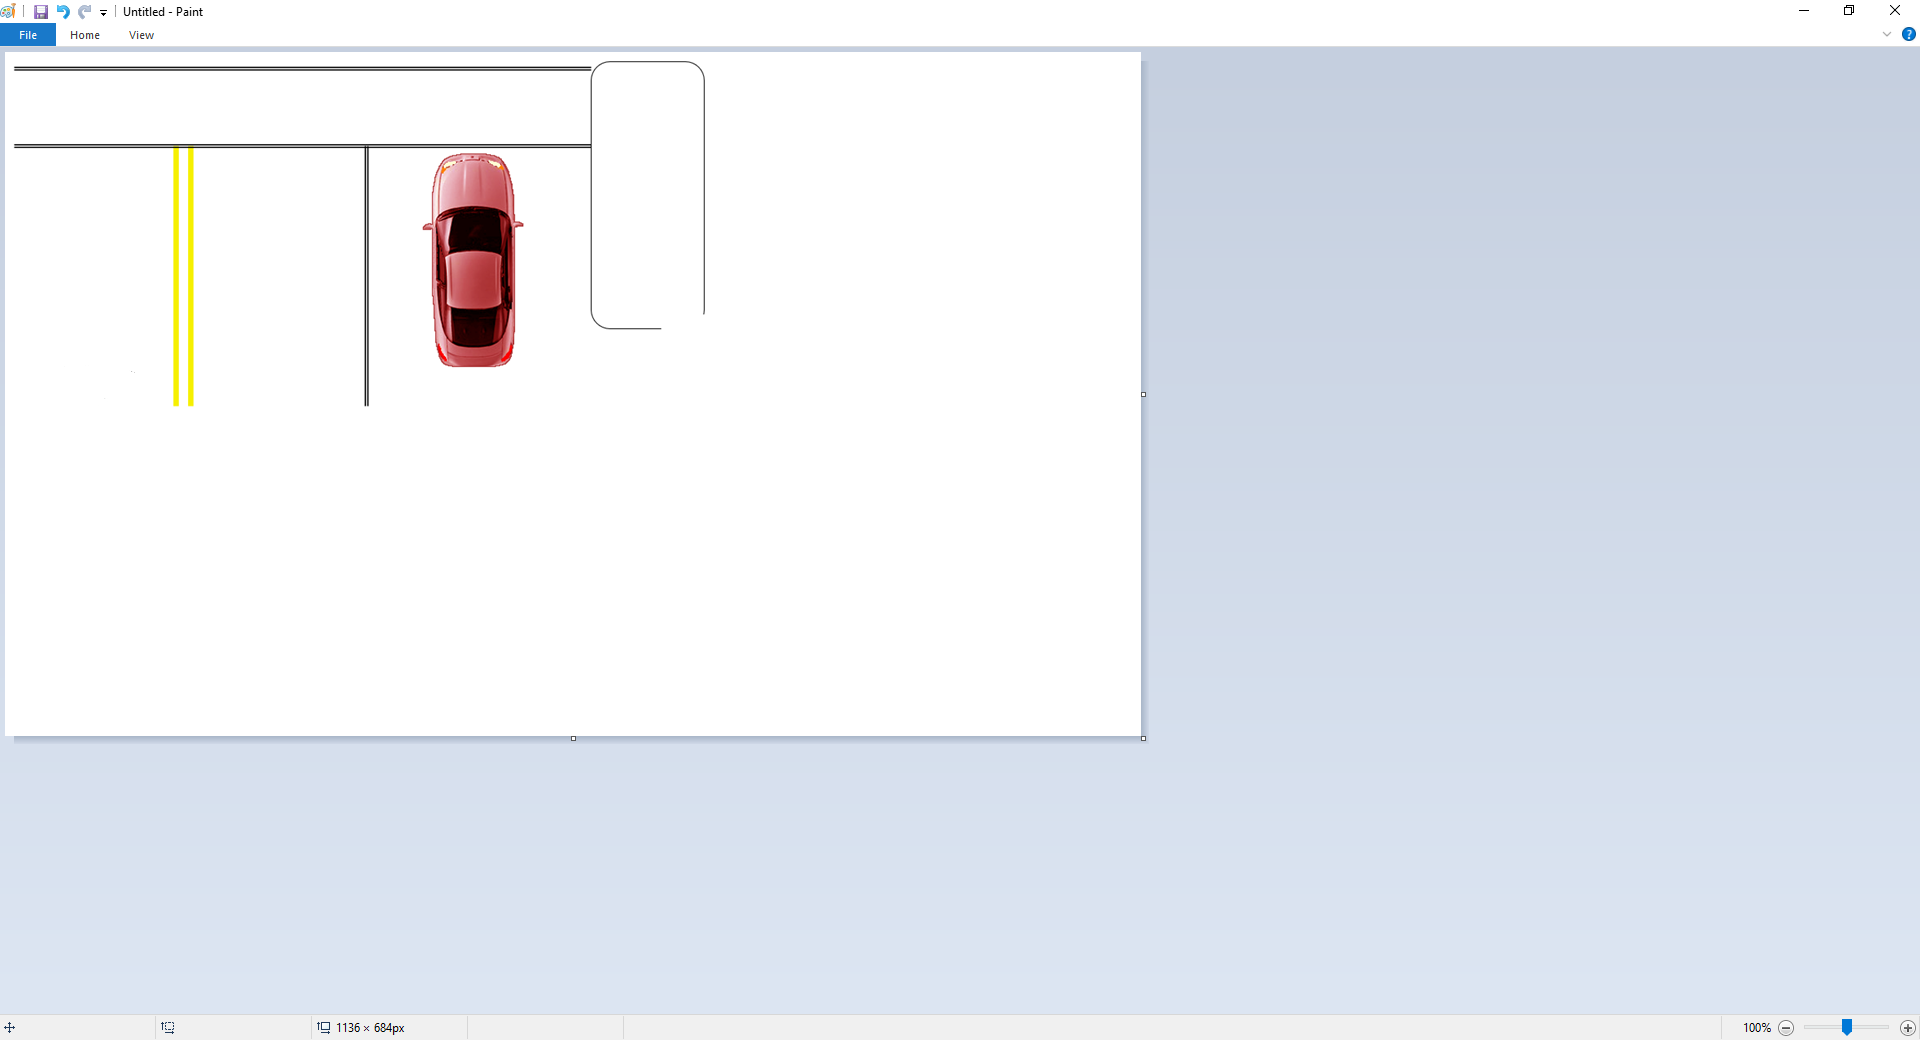 Untitled - Paint
File Home View
1136 × 684px
100%